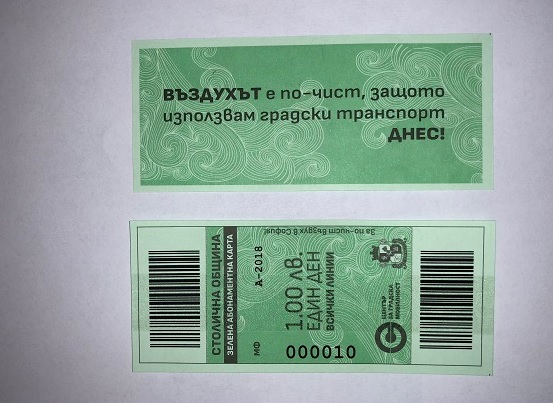 ВЪЗДУХЪТ е по-чист, защото
използвам градски транспорт
ДНЕС!
СТОЛИЧНА ОБЩИНА
ЗЕЛЕНА АБОНАМЕНТНА КАРТА
А-2018
МФ
000010
1.00 лв.
ЕДИН ДЕН
ВСИЧКИ ЛИНИИ
За по-чист въздух в София!
ЦЕНТЪР
ЗА ГРАДСКА
МОБИЛНОСТ